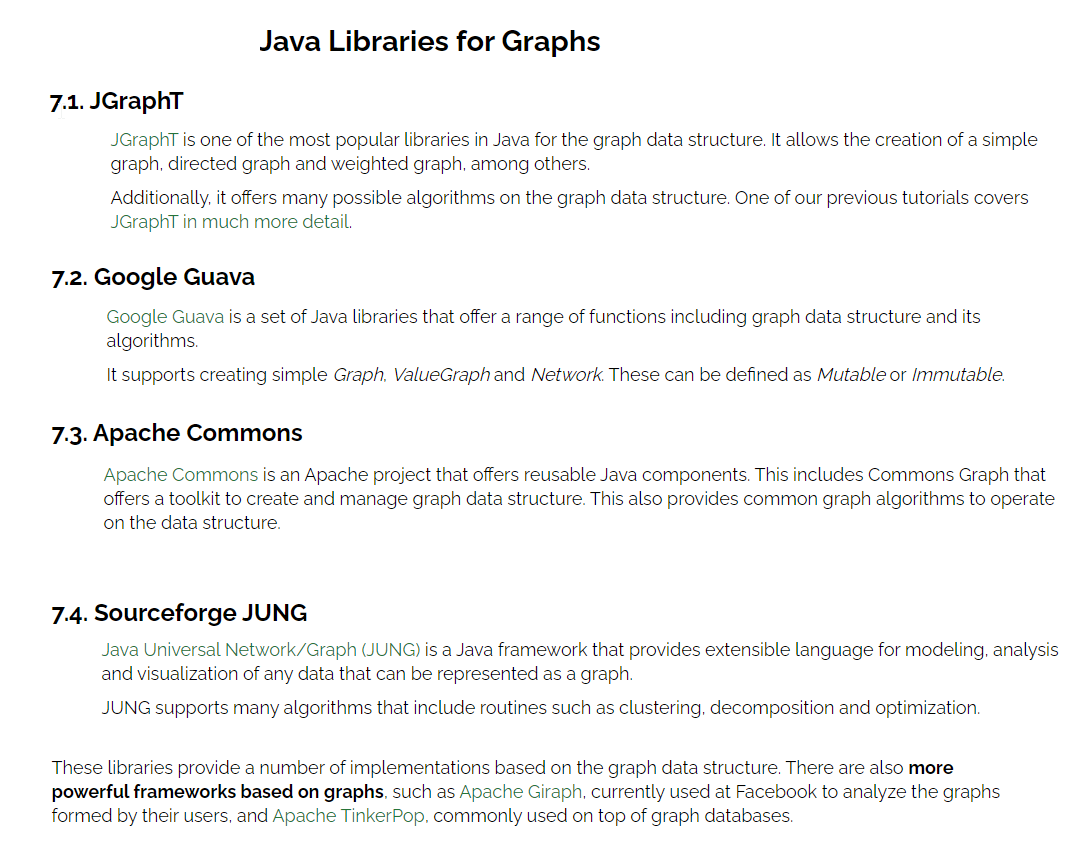 Java Libraries for Graphs
7.1. JGraphT
JGraphT is one of the most popular libraries in Java for the graph data structure. It allows the creation of a simple
graph, directed graph and weighted graph, among others.
Additionally, it offers many possible algorithms on the graph data structure. One of our previous tutorials covers
JGraphT in much more detail.
7.2. Google Guava
Google Guava is a set of Java libraries that offer a range of functions including graph data structure and its
algorithms.
It supports creating simple Graph, ValueGraph and Network. These can be defined as Mutable or Immutable.
7.3. Apache Commons
Apache Commons is an Apache project that offers reusable Java components. This includes Commons Graph that
offers a toolkit to create and manage graph data structure. This also provides common graph algorithms to operate
on the data structure.
7.4. Sourceforge JUNG
Java Universal Network/Graph (JUNG) is a Java framework that provides extensible language for modeling, analysis
and visualization of any data that can be represented as a graph.
JUNG supports many algorithms that include routines such as clustering, decomposition and optimization.
These libraries provide a number of implementations based on the graph data structure. There are also more
powerful frameworks based on graphs, such as Apache Giraph, currently used at Facebook to analyze the graphs
formed by their users, and Apache TinkerPop, commonly used on top of graph databases.